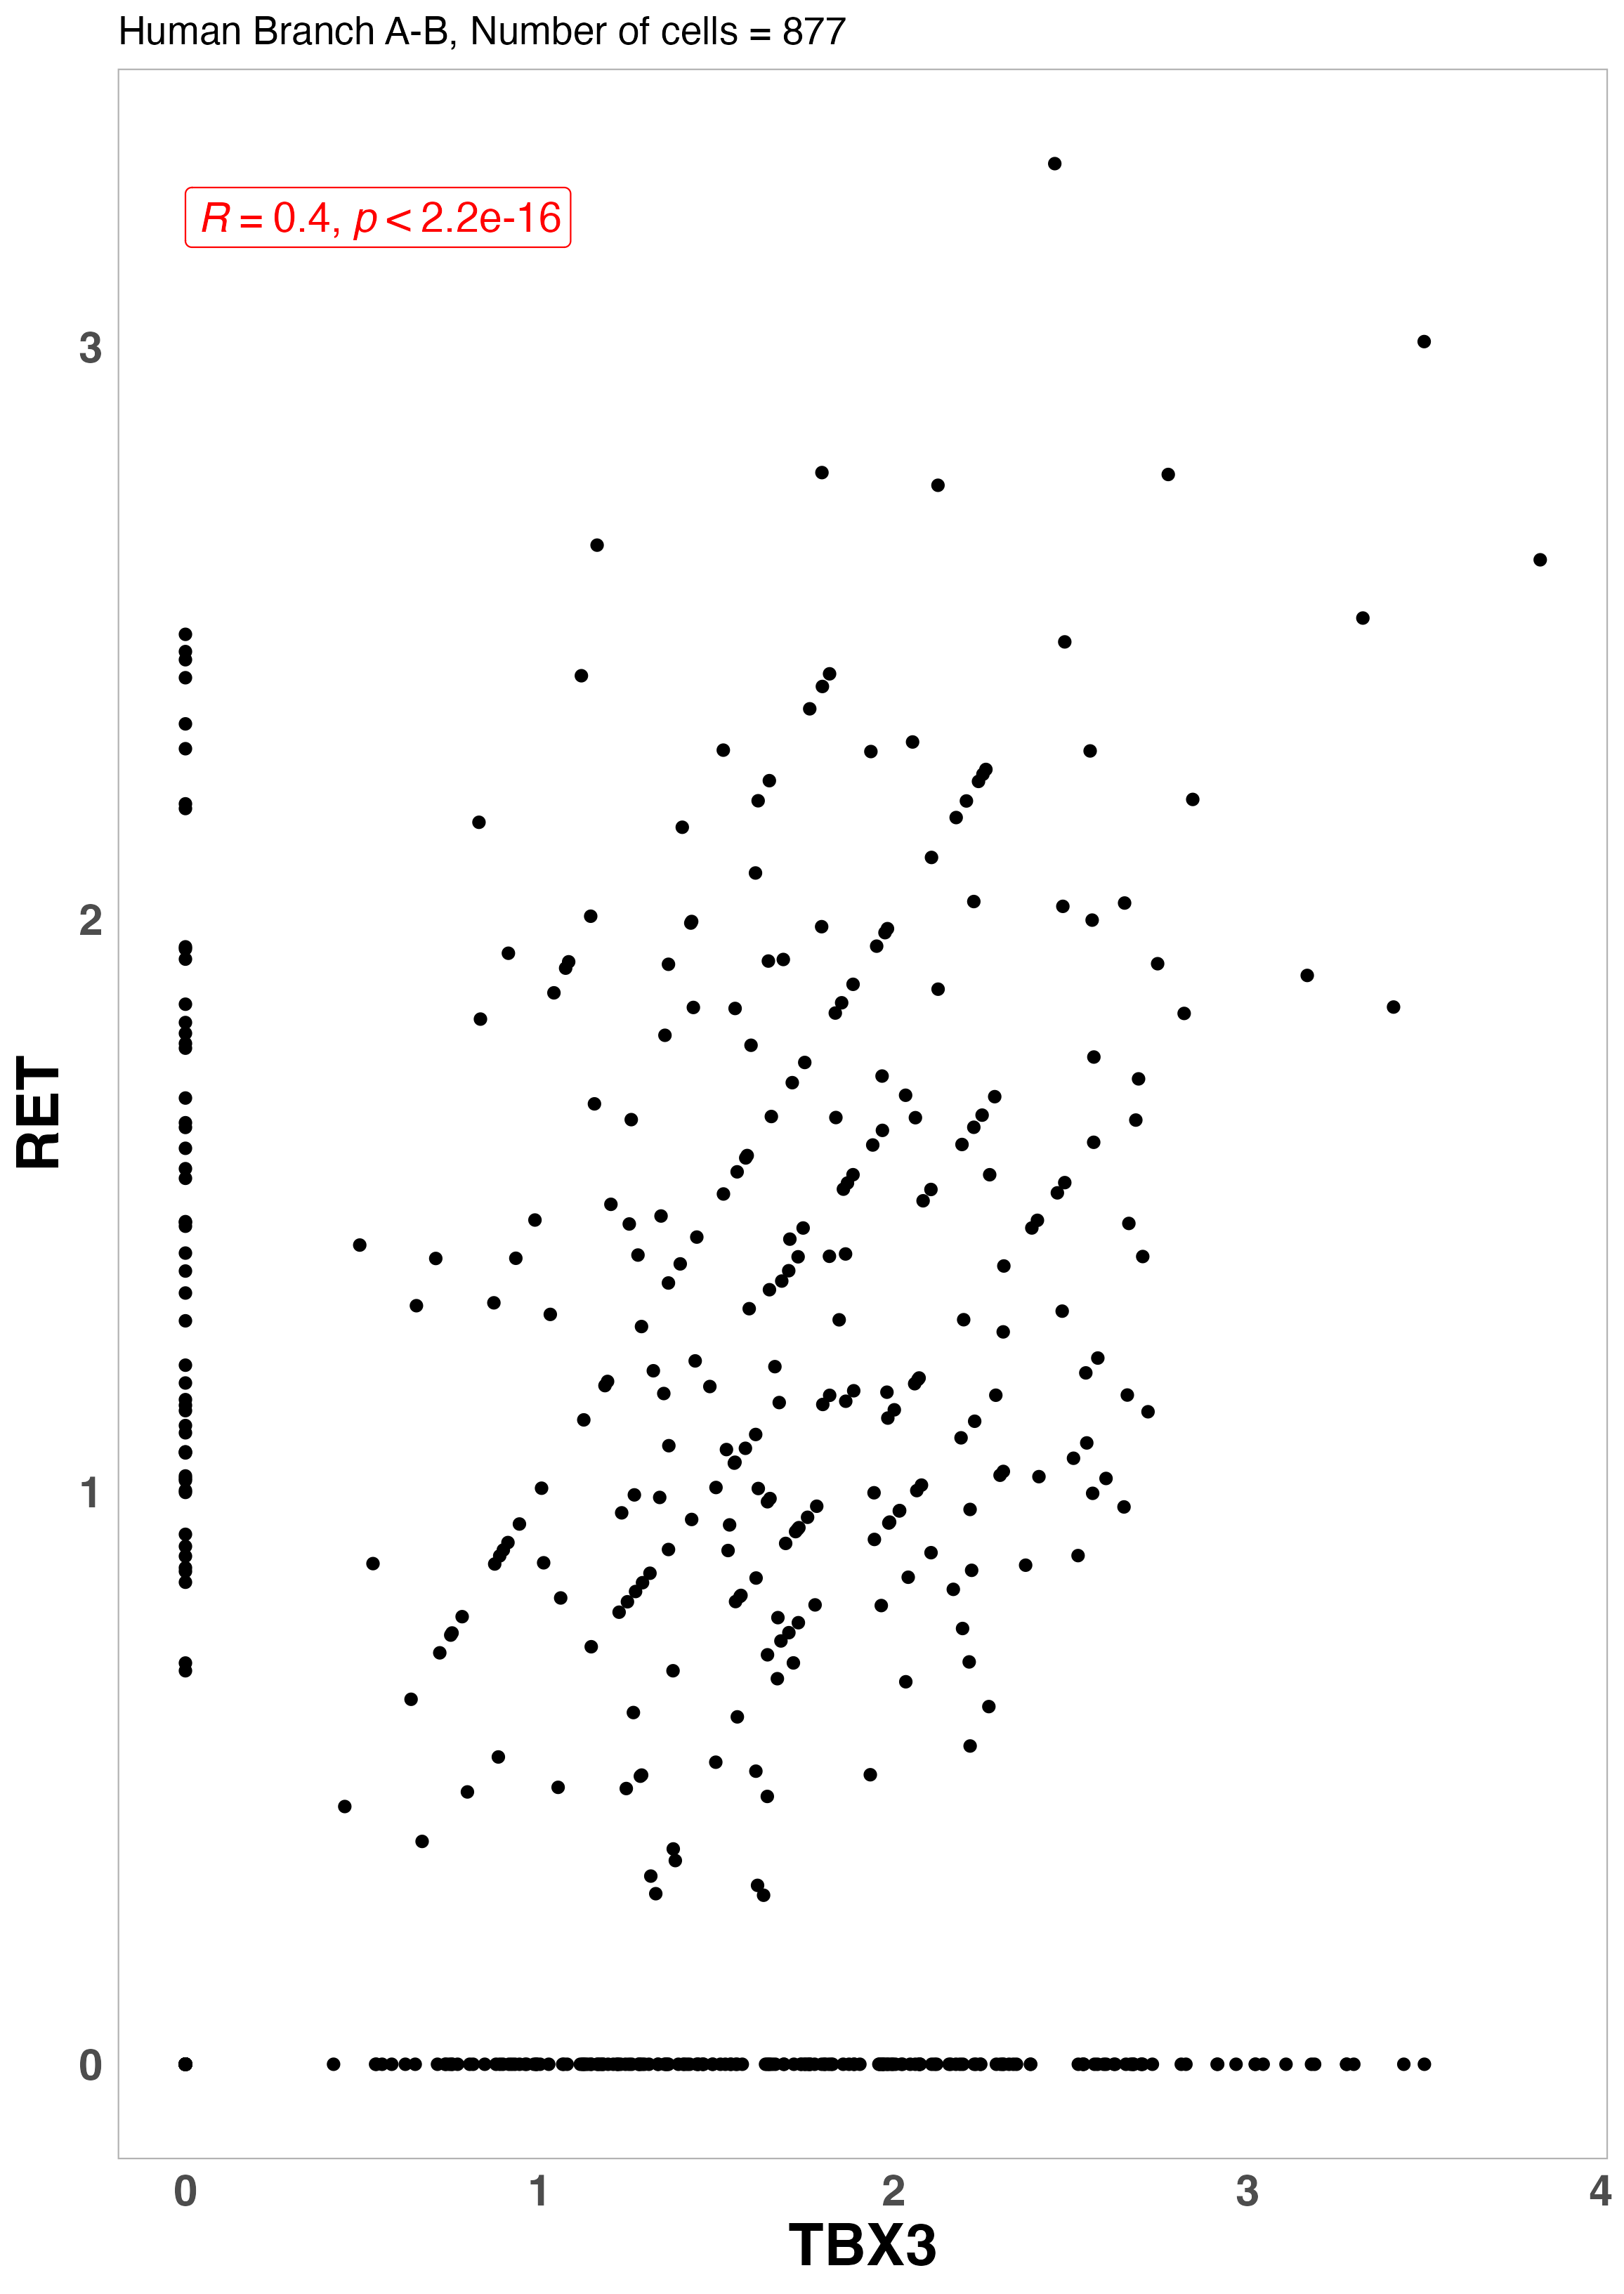 Human Branch A-B, Number of cells = 877
R = 0.4, p < 2.2e-16
3
2
1
0
RET
0 1 2 3 4
TBX3